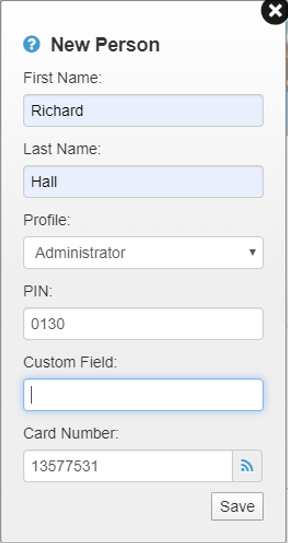 New Person
First Name:
Richard
Last Name:
Hall
Profile:
Administrator
PIN:
0130
Custom Field:
Card Number:
13577531
Save